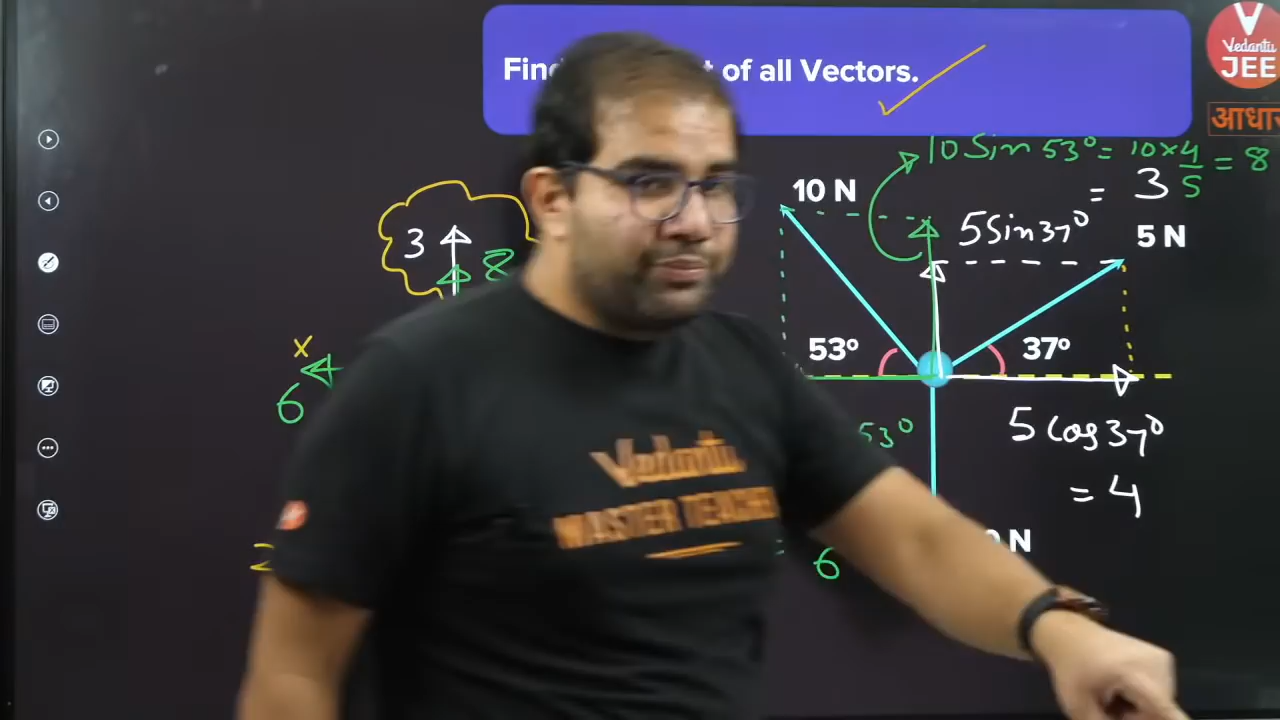 Find t of all Vectors.
Vedantu
JEE
आधार
10 Sin 53° = 10 × 4/5 = 8
= 3
10 N
5 Sin 37°
5 N
3
8
53°
37°
x
6
53°
5 cos 37°
= 4
N
2
= 6
Vedantu
MASTER TEACHER